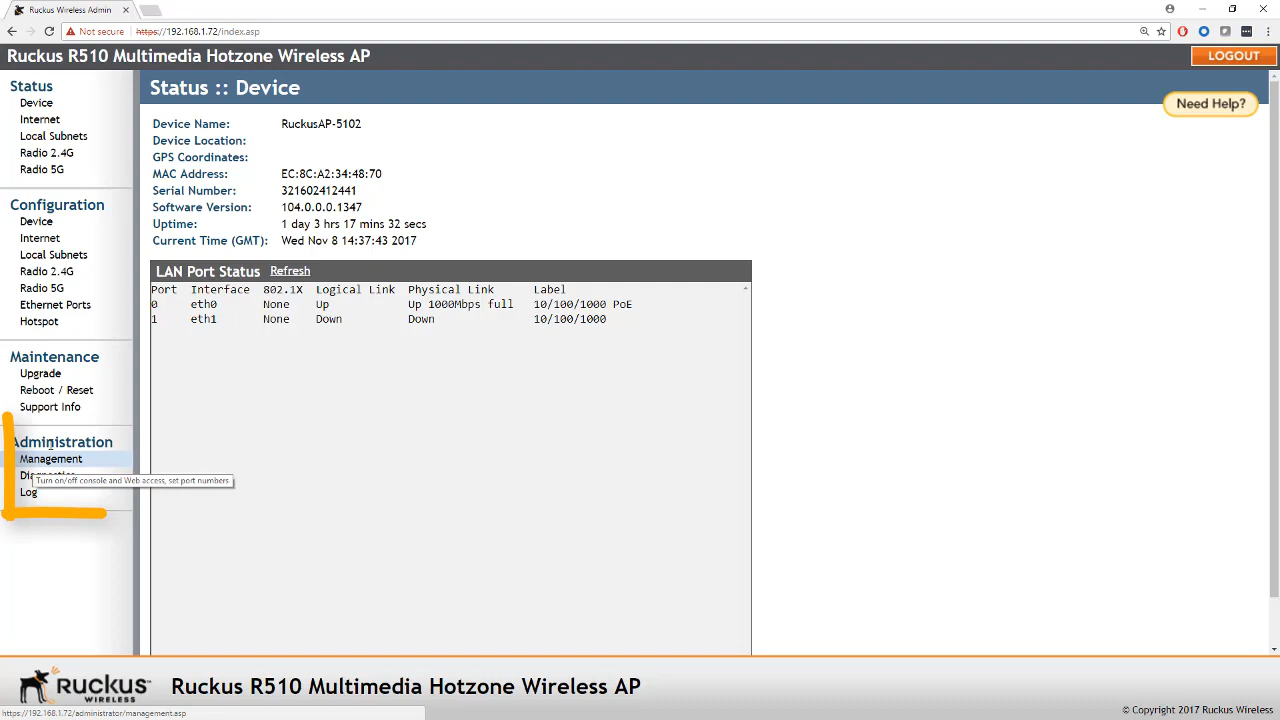 Ruckus Wireless Admin
Not secure https://192.168.1.72/index.asp
Ruckus R510 Multimedia Hotzone Wireless AP
LOGOUT
Status
Device
Internet
Local Subnets
Radio 2.4G
Radio 5G
Configuration
Device
Internet
Local Subnets
Radio 2.4G
Radio 5G
Ethernet Ports
Hotspot
Maintenance
Upgrade
Reboot / Reset
Support Info
Administration
Management
Diagnostics
Log
Turn on/off console and Web access, set port numbers
Status :: Device
Need Help?
Device Name: RuckusAP-5102
Device Location:
GPS Coordinates:
MAC Address: EC:8C:A2:34:48:70
Serial Number: 321602412441
Software Version: 104.0.0.0.1347
Uptime: 1 day 3 hrs 17 mins 32 secs
Current Time (GMT): Wed Nov 8 14:37:43 2017
LAN Port Status Refresh
Port Interface 802.1X Logical Link Physical Link Label
0 eth0 None Up Up 1000Mbps full 10/100/1000 PoE
1 eth1 None Down Down 10/100/1000
RUCKUS WIRELESS
Ruckus R510 Multimedia Hotzone Wireless AP
© Copyright 2017 Ruckus Wireless
https://192.168.1.72/administrator/management.asp